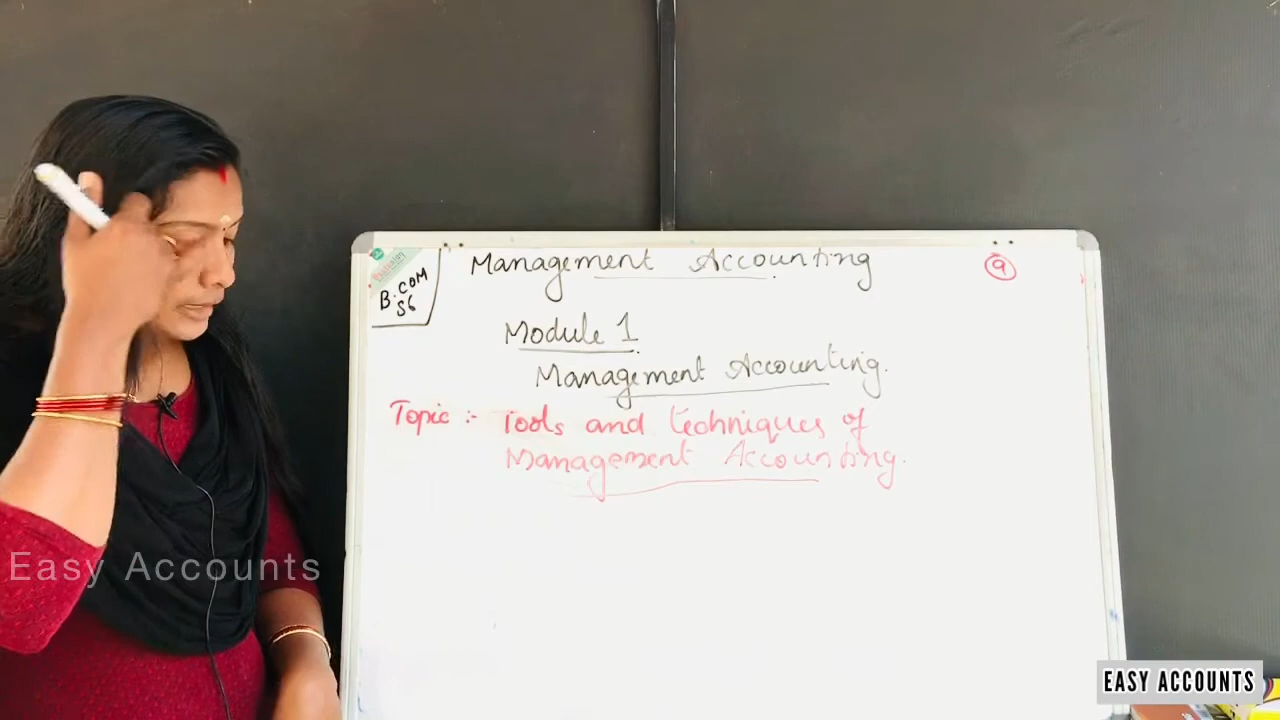 Management Accounting
9
B.COM
S6
Module 1
Management Accounting.
Topic :- Tools and techniques of
Management Accounting.
Easy Accounts
EASY ACCOUNTS